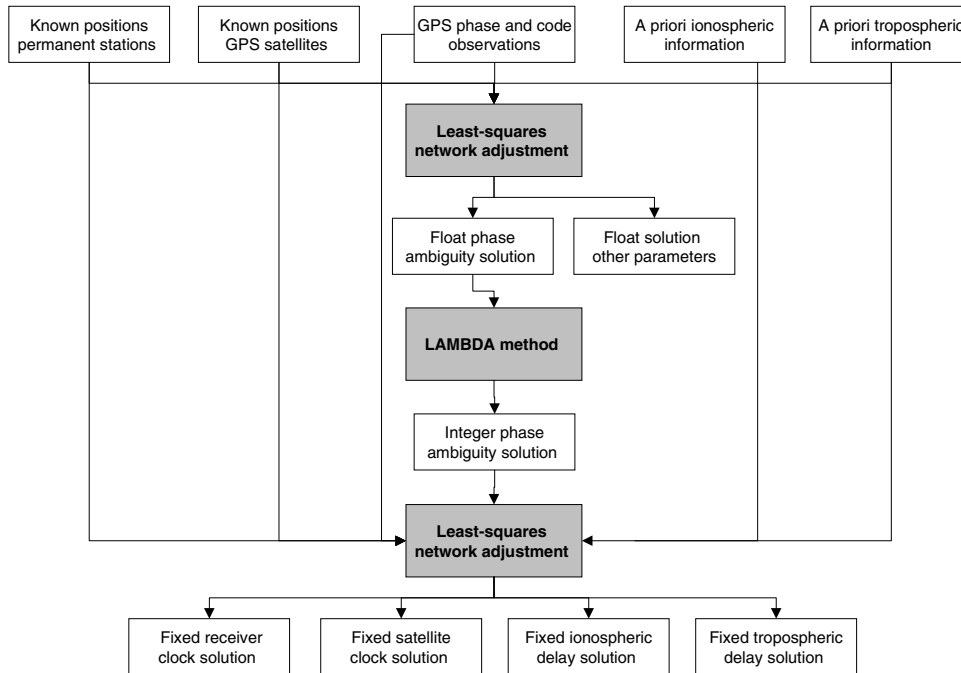 Known positions
permanent stations
Known positions
GPS satellites
GPS phase and code
observations
A priori ionospheric
information
A priori tropospheric
information
Least-squares
network adjustment
Float phase
ambiguity solution
Float solution
other parameters
LAMBDA method
Integer phase
ambiguity solution
Least-squares
network adjustment
Fixed receiver
clock solution
Fixed satellite
clock solution
Fixed ionospheric
delay solution
Fixed tropospheric
delay solution